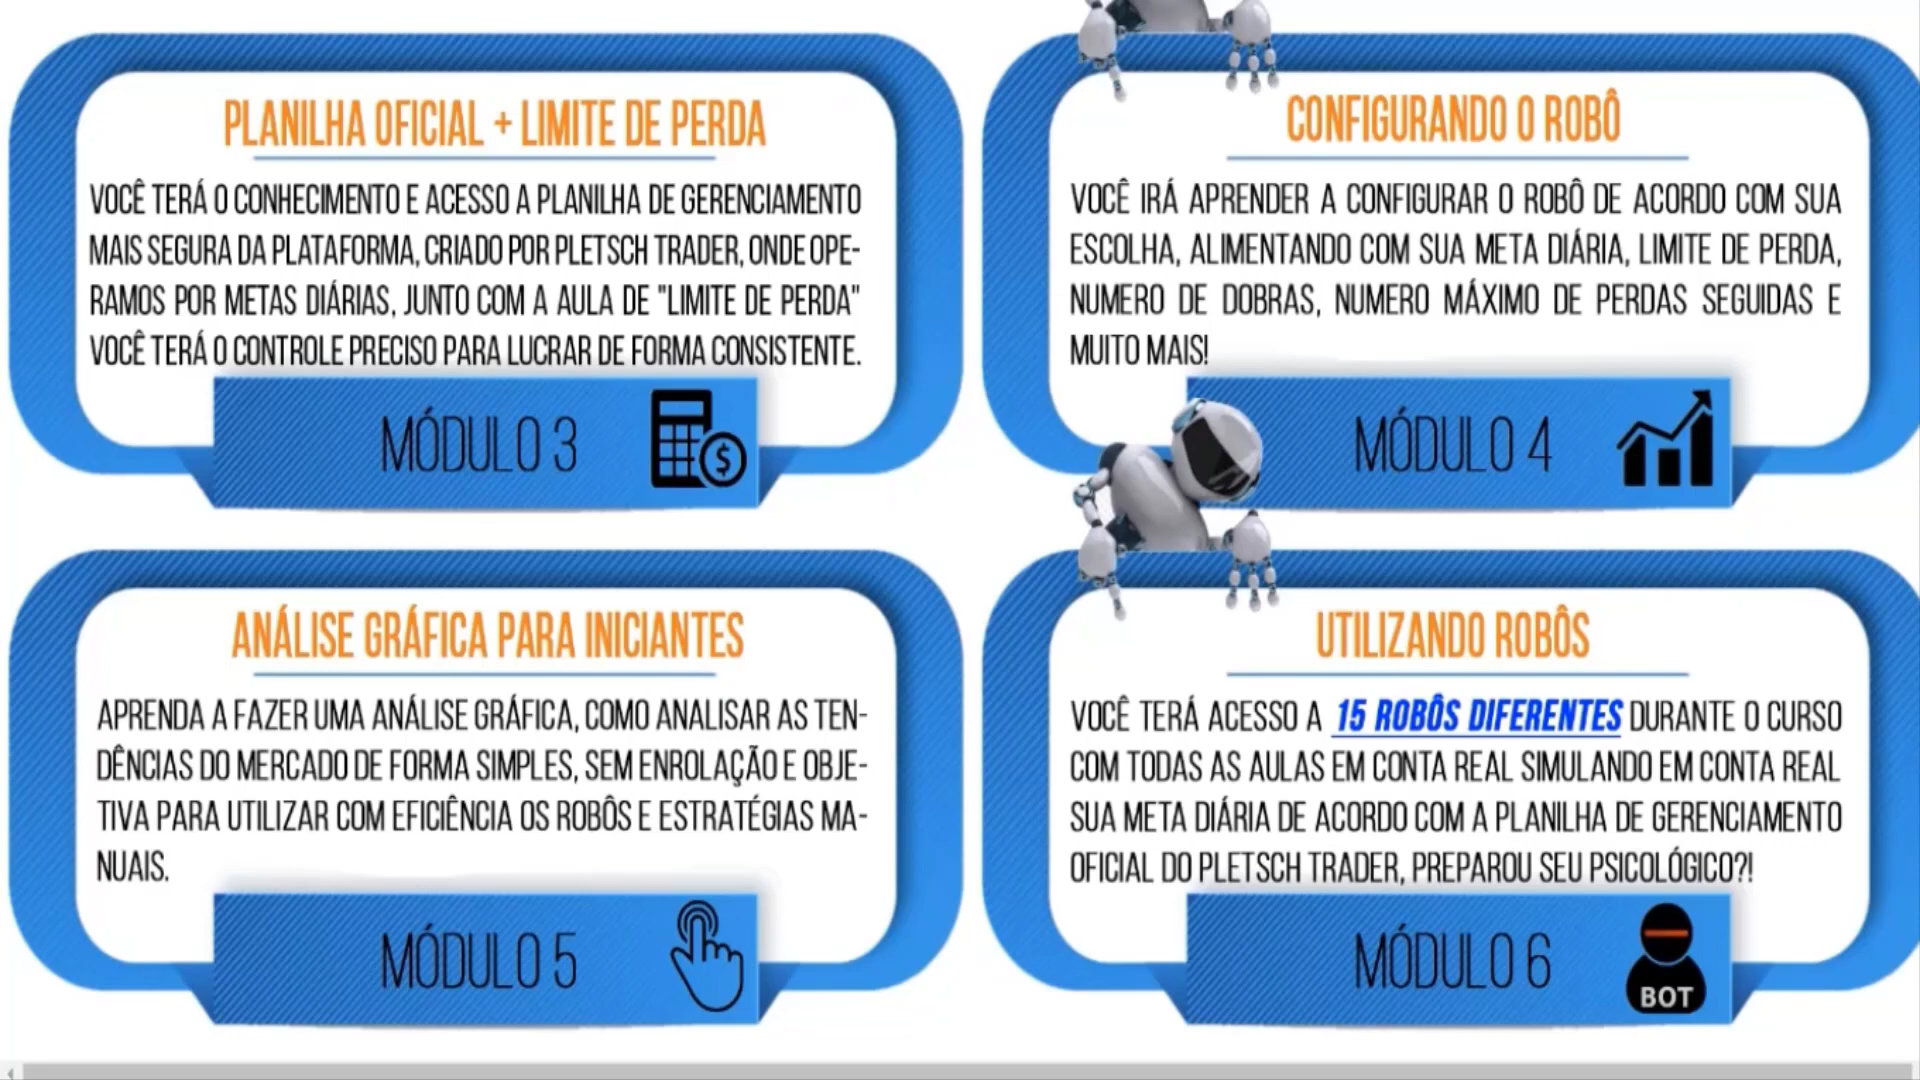 PLANILHA OFICIAL + LIMITE DE PERDA
VOCÊ TERÁ O CONHECIMENTO E ACESSO A PLANILHA DE GERENCIAMENTO
MAIS SEGURA DA PLATAFORMA, CRIADO POR PLETSCH TRADER, ONDE OPE-
RAMOS POR METAS DIÁRIAS, JUNTO COM A AULA DE "LIMITE DE PERDA"
VOCÊ TERÁ O CONTROLE PRECISO PARA LUCRAR DE FORMA CONSISTENTE.
MÓDULO 3
CONFIGURANDO O ROBÔ
VOCÊ IRÁ APRENDER A CONFIGURAR O ROBÔ DE ACORDO COM SUA
ESCOLHA, ALIMENTANDO COM SUA META DIÁRIA, LIMITE DE PERDA,
NUMERO DE DOBRAS, NUMERO MÁXIMO DE PERDAS SEGUIDAS E
MUITO MAIS!
MÓDULO 4
ANÁLISE GRÁFICA PARA INICIANTES
APRENDA A FAZER UMA ANÁLISE GRÁFICA, COMO ANALISAR AS TEN-
DÊNCIAS DO MERCADO DE FORMA SIMPLES, SEM ENROLAÇÃO E OBJE-
TIVA PARA UTILIZAR COM EFICIÊNCIA OS ROBÔS E ESTRATÉGIAS MA-
NUAIS.
MÓDULO 5
UTILIZANDO ROBÔS
VOCÊ TERÁ ACESSO A 15 ROBÔS DIFERENTES DURANTE O CURSO
COM TODAS AS AULAS EM CONTA REAL SIMULANDO EM CONTA REAL
SUA META DIÁRIA DE ACORDO COM A PLANILHA DE GERENCIAMENTO
OFICIAL DO PLETSCH TRADER, PREPAROU SEU PSICOLÓGICO?!
MÓDULO 6
BOT